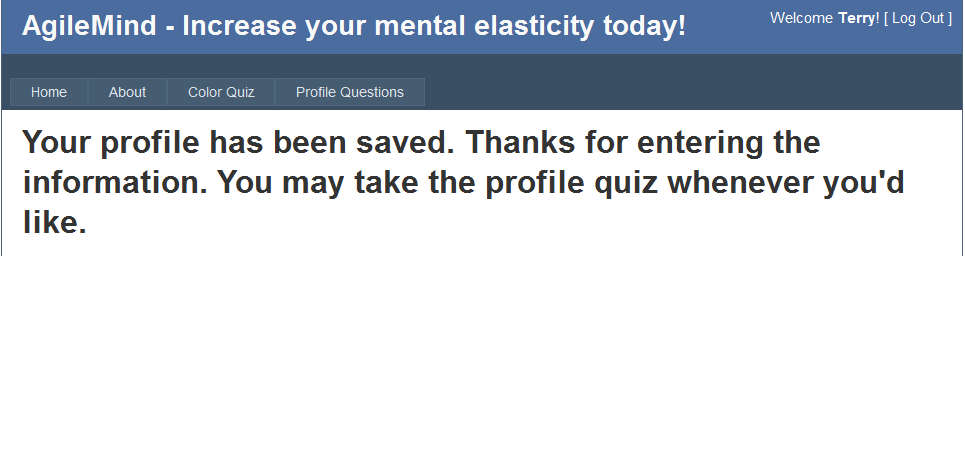 AgileMind - Increase your mental elasticity today!
Welcome Terry! [ Log Out ]
Home About Color Quiz Profile Questions
Your profile has been saved. Thanks for entering the
information. You may take the profile quiz whenever you'd
like.